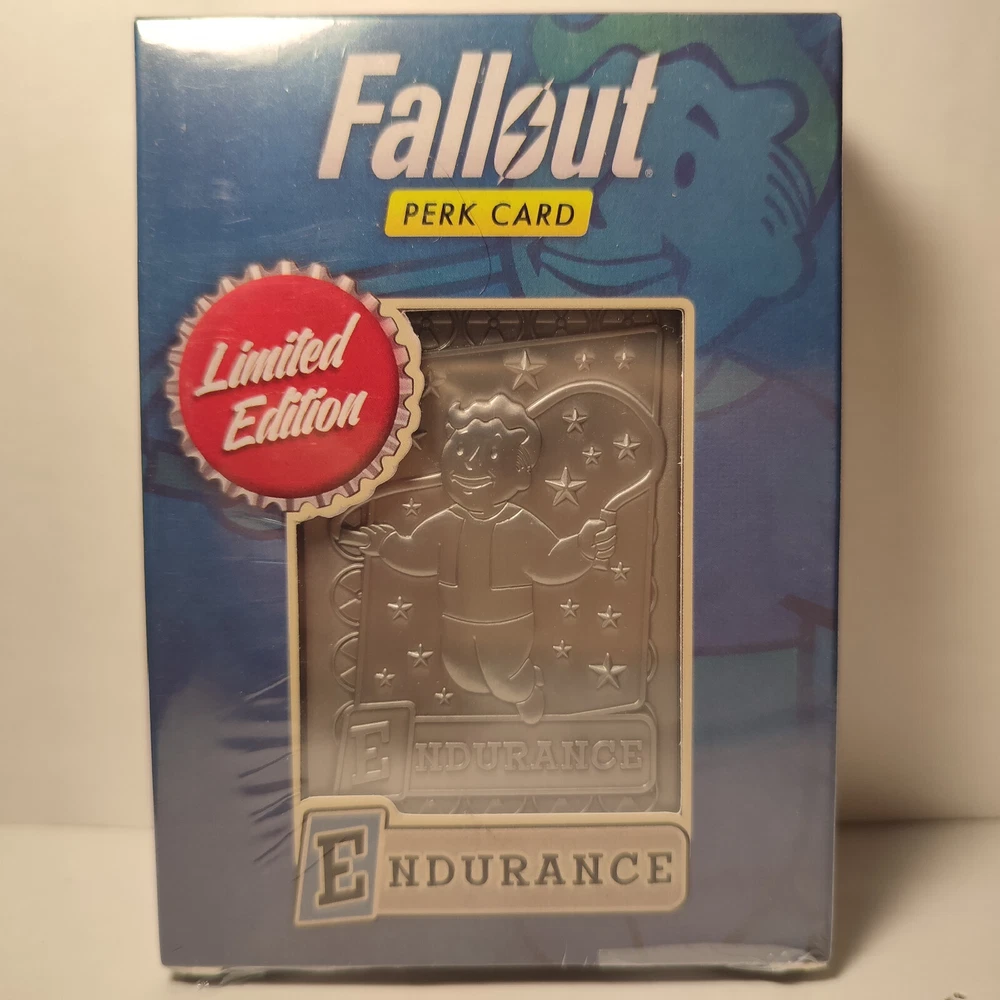 Fallout®
PERK CARD
Limited
Edition
ENDURANCE
ENDURANCE